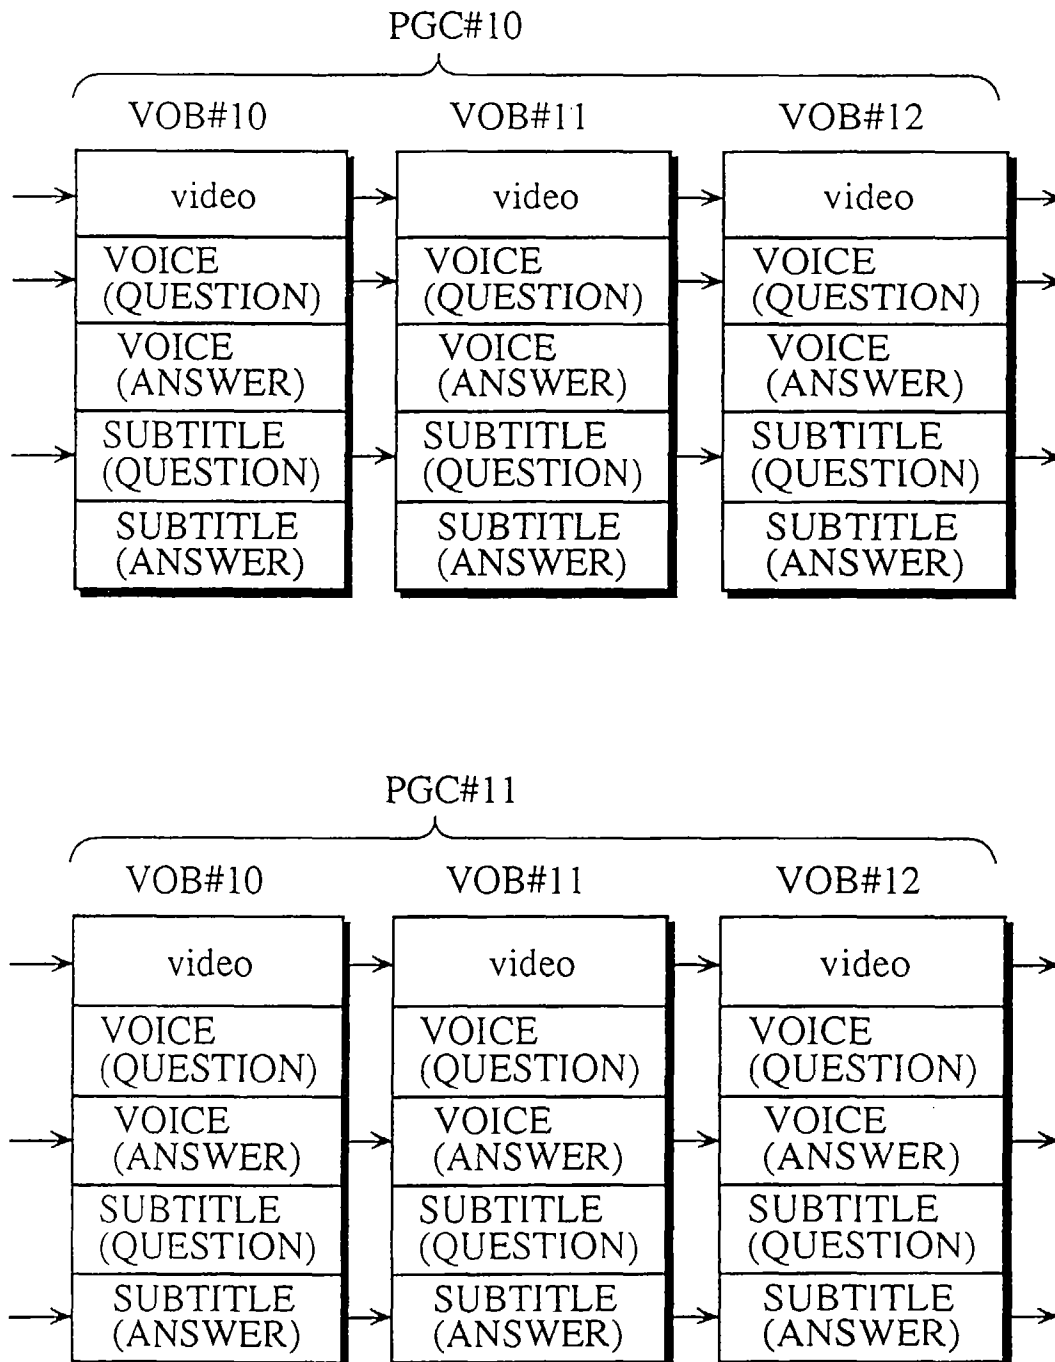 PGC#10
VOB#10 VOB#11 VOB#12
video video video
VOICE VOICE VOICE
(QUESTION) (QUESTION) (QUESTION)
VOICE VOICE VOICE
(ANSWER) (ANSWER) (ANSWER)
SUBTITLE SUBTITLE SUBTITLE
(QUESTION) (QUESTION) (QUESTION)
SUBTITLE SUBTITLE SUBTITLE
(ANSWER) (ANSWER) (ANSWER)
PGC#11
VOB#10 VOB#11 VOB#12
video video video
VOICE VOICE VOICE
(QUESTION) (QUESTION) (QUESTION)
VOICE VOICE VOICE
(ANSWER) (ANSWER) (ANSWER)
SUBTITLE SUBTITLE SUBTITLE
(QUESTION) (QUESTION) (QUESTION)
SUBTITLE SUBTITLE SUBTITLE
(ANSWER) (ANSWER) (ANSWER)